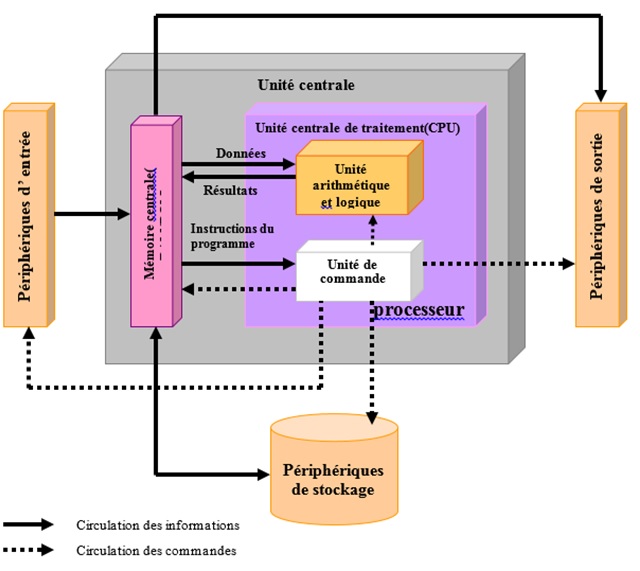 Unité centrale
Unité centrale de traitement(CPU)
Périphériques d’ entrée
Mémoire centrale(
Données
Résultats
Unité
arithmétique
et logique
Instructions du
programme
Unité de
commande
processeur
Périphériques de sortie
Périphériques
de stockage
Circulation des informations
Circulation des commandes